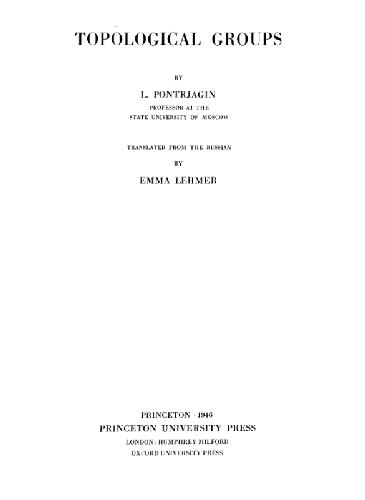 TOPOLOGICAL GROUPS
BY
L. PONTRJAGIN
PROFESSOR AT THE
STATE UNIVERSITY OF MOSCOW
TRANSLATED FROM THE RUSSIAN
BY
EMMA LEHMER
PRINCETON · 1946
PRINCETON UNIVERSITY PRESS
LONDON: HUMPHREY MILFORD
OXFORD UNIVERSITY PRESS